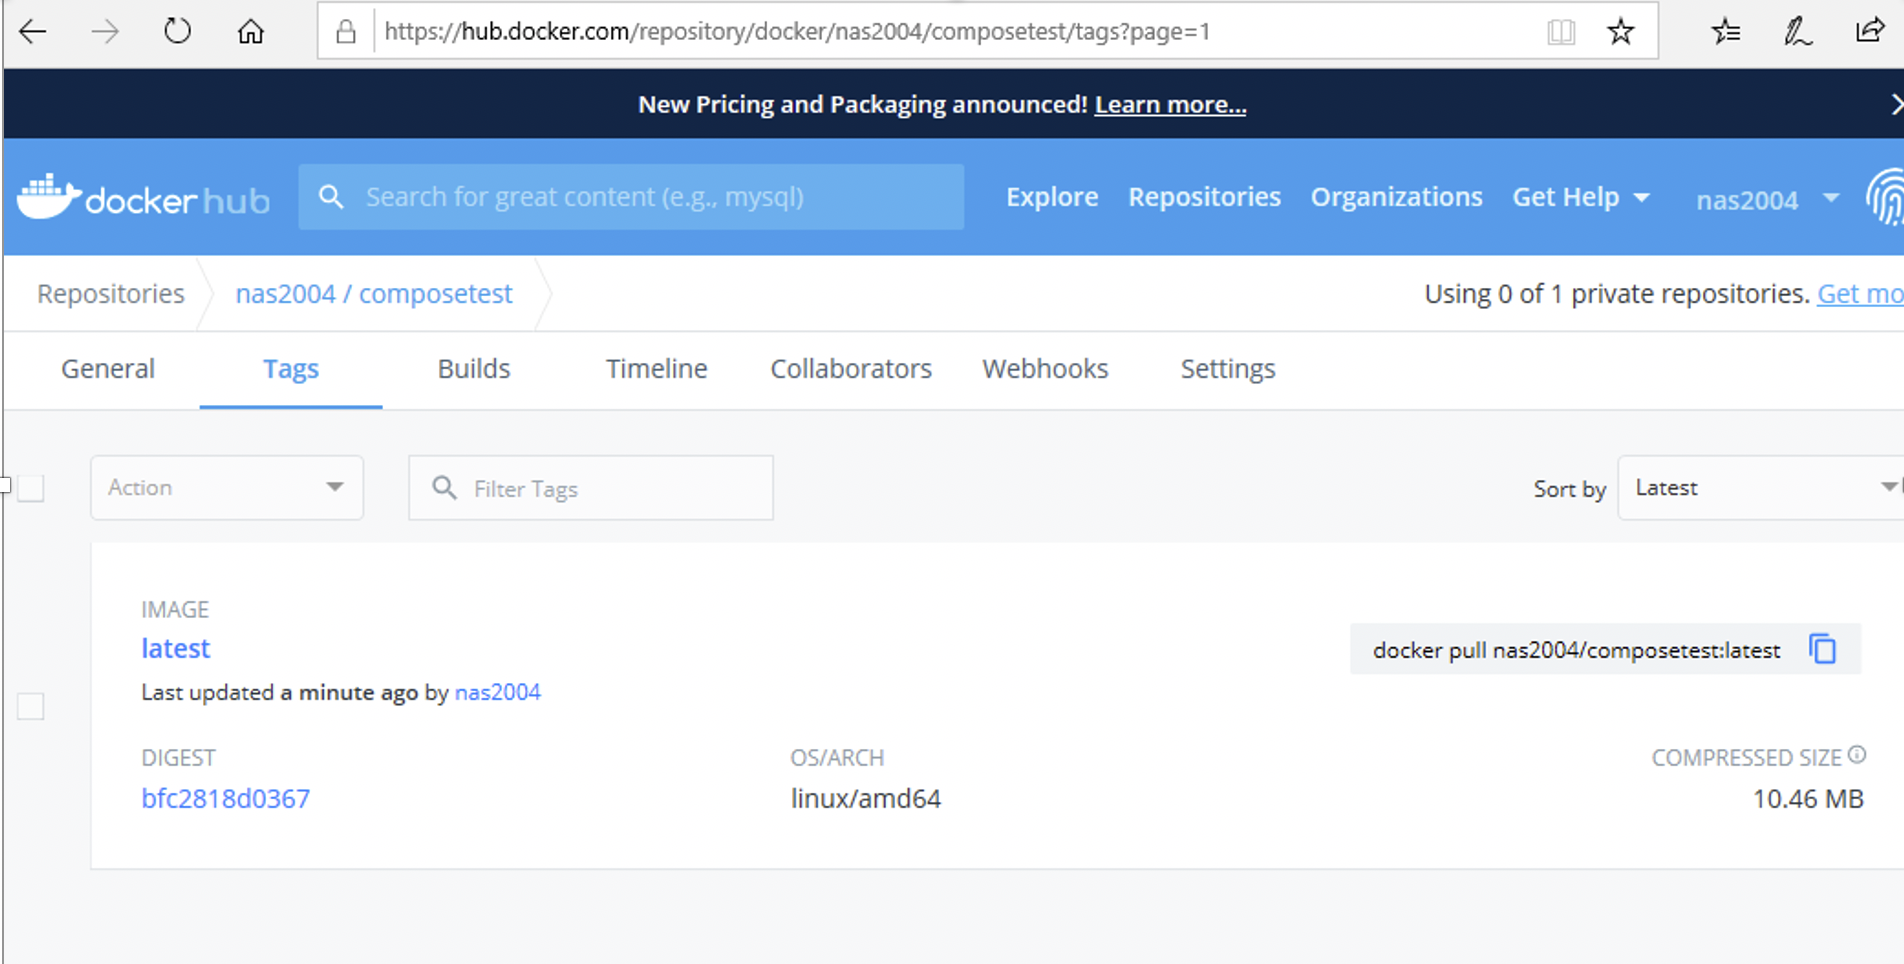 https://hub.docker.com/repository/docker/nas2004/composetest/tags?page=1
New Pricing and Packaging announced! Learn more...
docker hub
Search for great content (e.g., mysql)
Explore
Repositories
Organizations
Get Help
nas2004
Repositories
nas2004 / composetest
Using 0 of 1 private repositories. Get mo
General
Tags
Builds
Timeline
Collaborators
Webhooks
Settings
Action
Filter Tags
Sort by
Latest
IMAGE
latest
docker pull nas2004/composetest:latest
Last updated a minute ago by nas2004
DIGEST
OS/ARCH
COMPRESSED SIZE
bfc2818d0367
linux/amd64
10.46 MB